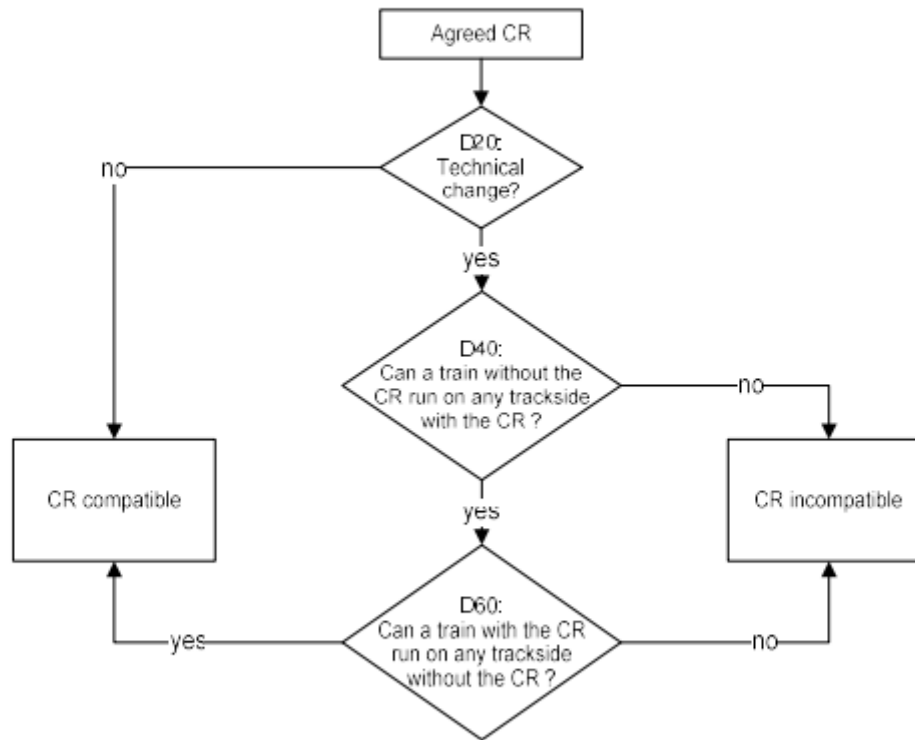 Agreed CR
D20:
Technical
change?
no
yes
D40:
Can a train without the
CR run on any trackside
with the CR ?
no
CR compatible
CR incompatible
yes
D60:
Can a train with the CR
run on any trackside
without the CR ?
yes
no